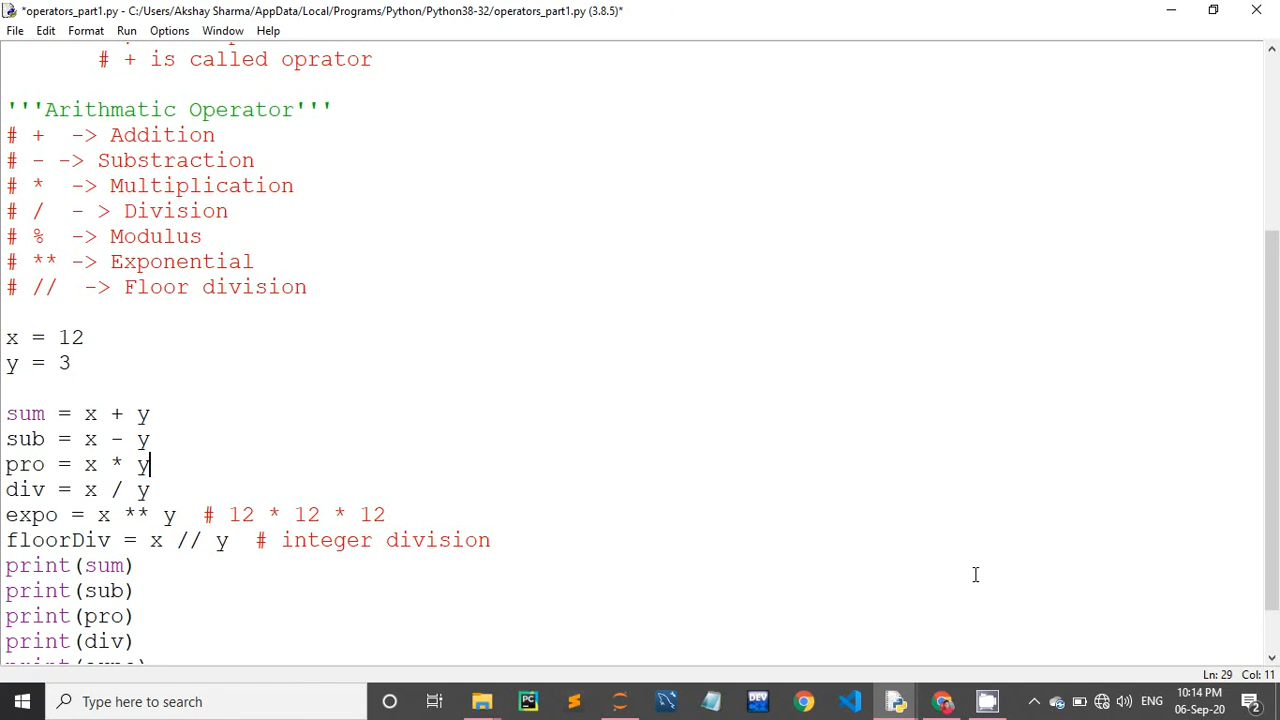 *operators_part1.py - C:/Users/Akshay Sharma/AppData/Local/Programs/Python/Python38-32/operators_part1.py (3.8.5)*
File Edit Format Run Options Window Help
# + is called oprator
'''Arithmatic Operator'''
# + -> Addition
# - -> Substraction
# * -> Multiplication
# / - > Division
# % -> Modulus
# ** -> Exponential
# // -> Floor division
x = 12
y = 3
sum = x + y
sub = x - y
pro = x * y
div = x / y
expo = x ** y # 12 * 12 * 12
floorDiv = x // y # integer division
print(sum)
print(sub)
print(pro)
print(div)
Ln: 29 Col: 11
Type here to search
PC
DEV
ENG
10:14 PM
06-Sep-20
2